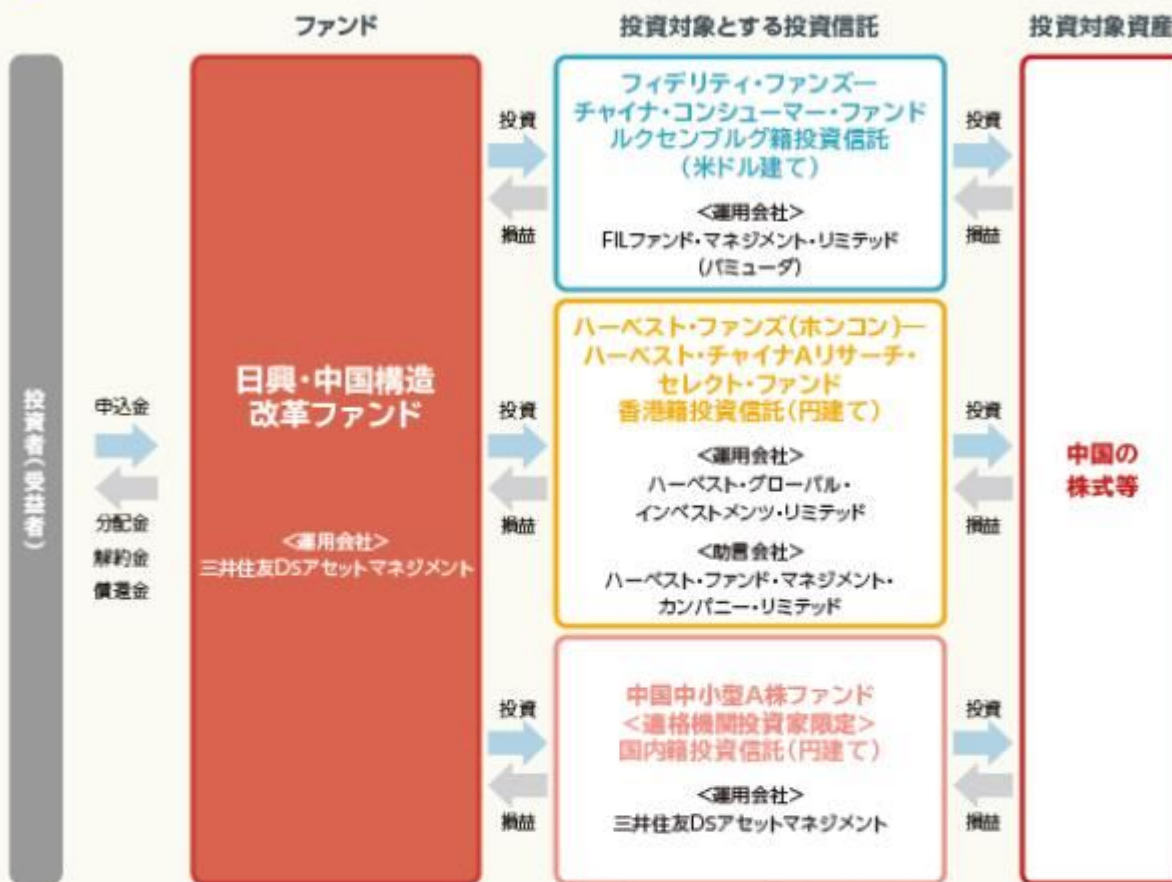 ファンド
投資対象とする投資信託
投資対象資産
投資者(受益者)
申込金
分配金
解約金
償還金
日興・中国構造
改革ファンド
<運用会社>
三井住友DSアセットマネジメント
投資
損益
フィデリティ・ファンズ―
チャイナ・コンシューマー・ファンド
ルクセンブルグ籍投資信託
(米ドル建て)
<運用会社>
FILファンド・マネジメント・リミテッド
(バミューダ)
投資
損益
投資
損益
ハーベスト・ファンズ(ホンコン)―
ハーベスト・チャイナAリサーチ・
セレクト・ファンド
香港籍投資信託(円建て)
<運用会社>
ハーベスト・グローバル・
インベストメンツ・リミテッド
<助言会社>
ハーベスト・ファンド・マネジメント・
カンパニー・リミテッド
投資
損益
投資
損益
中国中小型A株ファンド
<適格機関投資家限定>
国内籍投資信託(円建て)
<運用会社>
三井住友DSアセットマネジメント
投資
損益
中国の
株式等